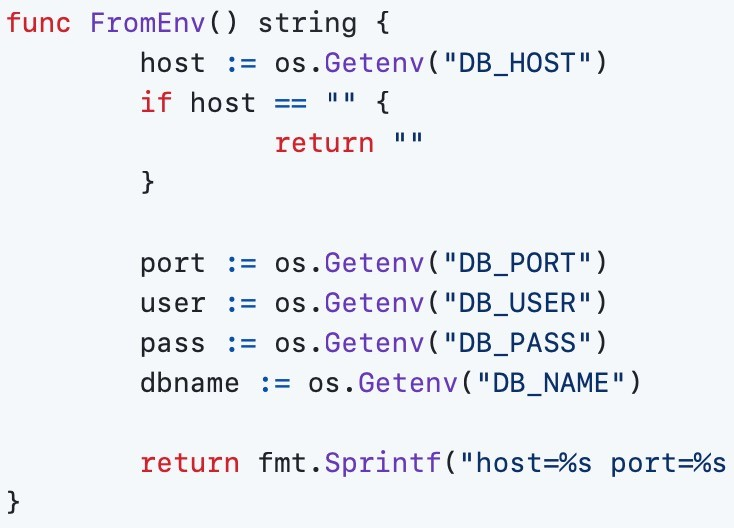 func FromEnv() string {
host := os.Getenv("DB_HOST")
if host == "" {
return ""
}
port := os.Getenv("DB_PORT")
user := os.Getenv("DB_USER")
pass := os.Getenv("DB_PASS")
dbname := os.Getenv("DB_NAME")
return fmt.Sprintf("host=%s port=%s
}